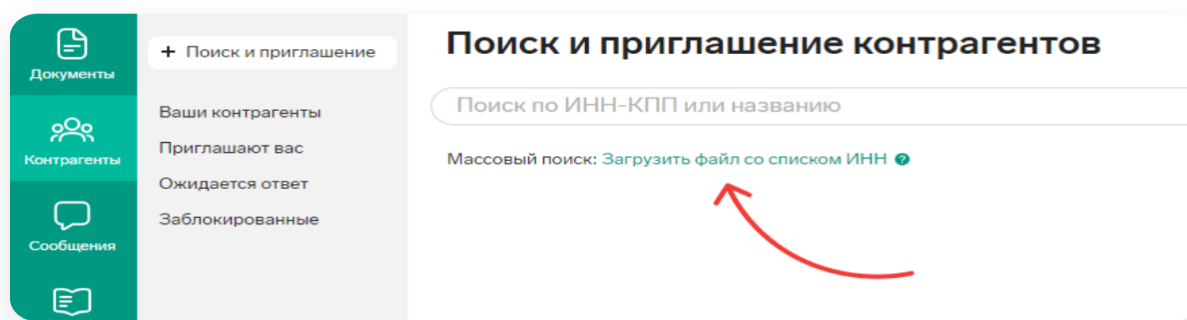 Документы
Контрагенты
Сообщения
+ Поиск и приглашение
Ваши контрагенты
Приглашают вас
Ожидается ответ
Заблокированные
Поиск и приглашение контрагентов
Поиск по ИНН-КПП или названию
Массовый поиск: Загрузить файл со списком ИНН ?